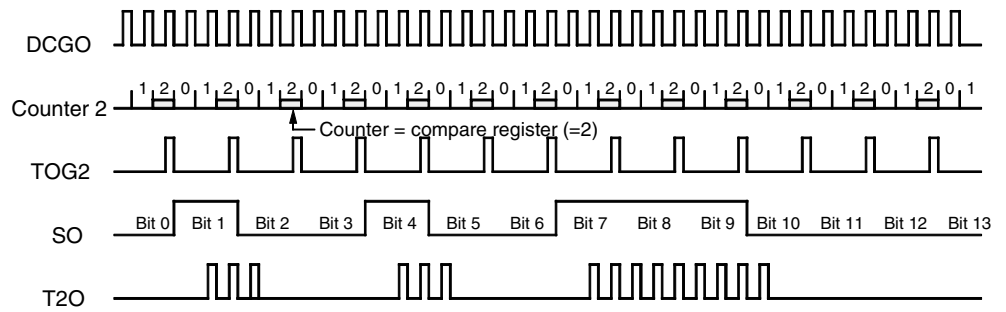 DCGO
1 2 0 1 2 0 1 2 0 1 2 0 1 2 0 1 2 0 1 2 0 1 2 0 1 2 0 1 2 0 1 2 0 1 2 0 1 2 0 1
Counter 2
Counter = compare register (=2)
TOG2
SO
Bit 0 Bit 1 Bit 2 Bit 3 Bit 4 Bit 5 Bit 6 Bit 7 Bit 8 Bit 9 Bit 10 Bit 11 Bit 12 Bit 13
T2O